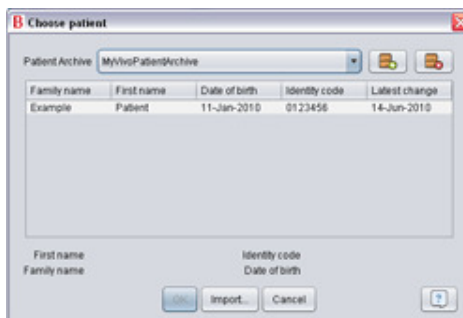 B Choose patient
Patient Archive MyVivoPatientArchive
Family name First name Date of birth Identity code Latest change
Example Patient 11-Jan-2010 0123456 14-Jun-2010
First name Identity code
Family name Date of birth
OK Import... Cancel ?